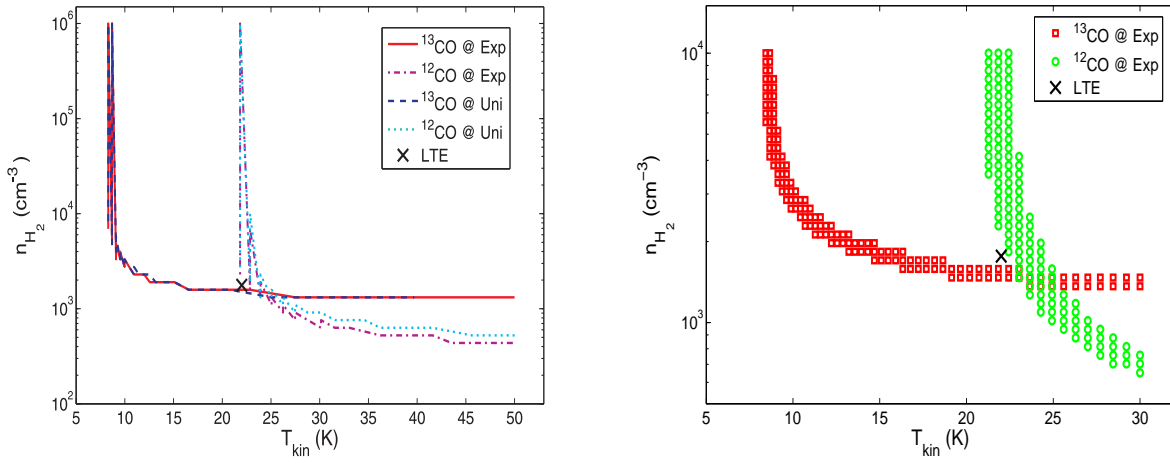 10^6
10^5
10^4
10^3
10^2
n_H_2 (cm^-3)
5 10 15 20 25 30 35 40 45 50
T_kin (K)
^13CO @ Exp
^12CO @ Exp
^13CO @ Uni
^12CO @ Uni
LTE
10^4
10^3
n_H_2 (cm^−3)
5 10 15 20 25 30
T_kin (K)
^13CO @ Exp
^12CO @ Exp
LTE